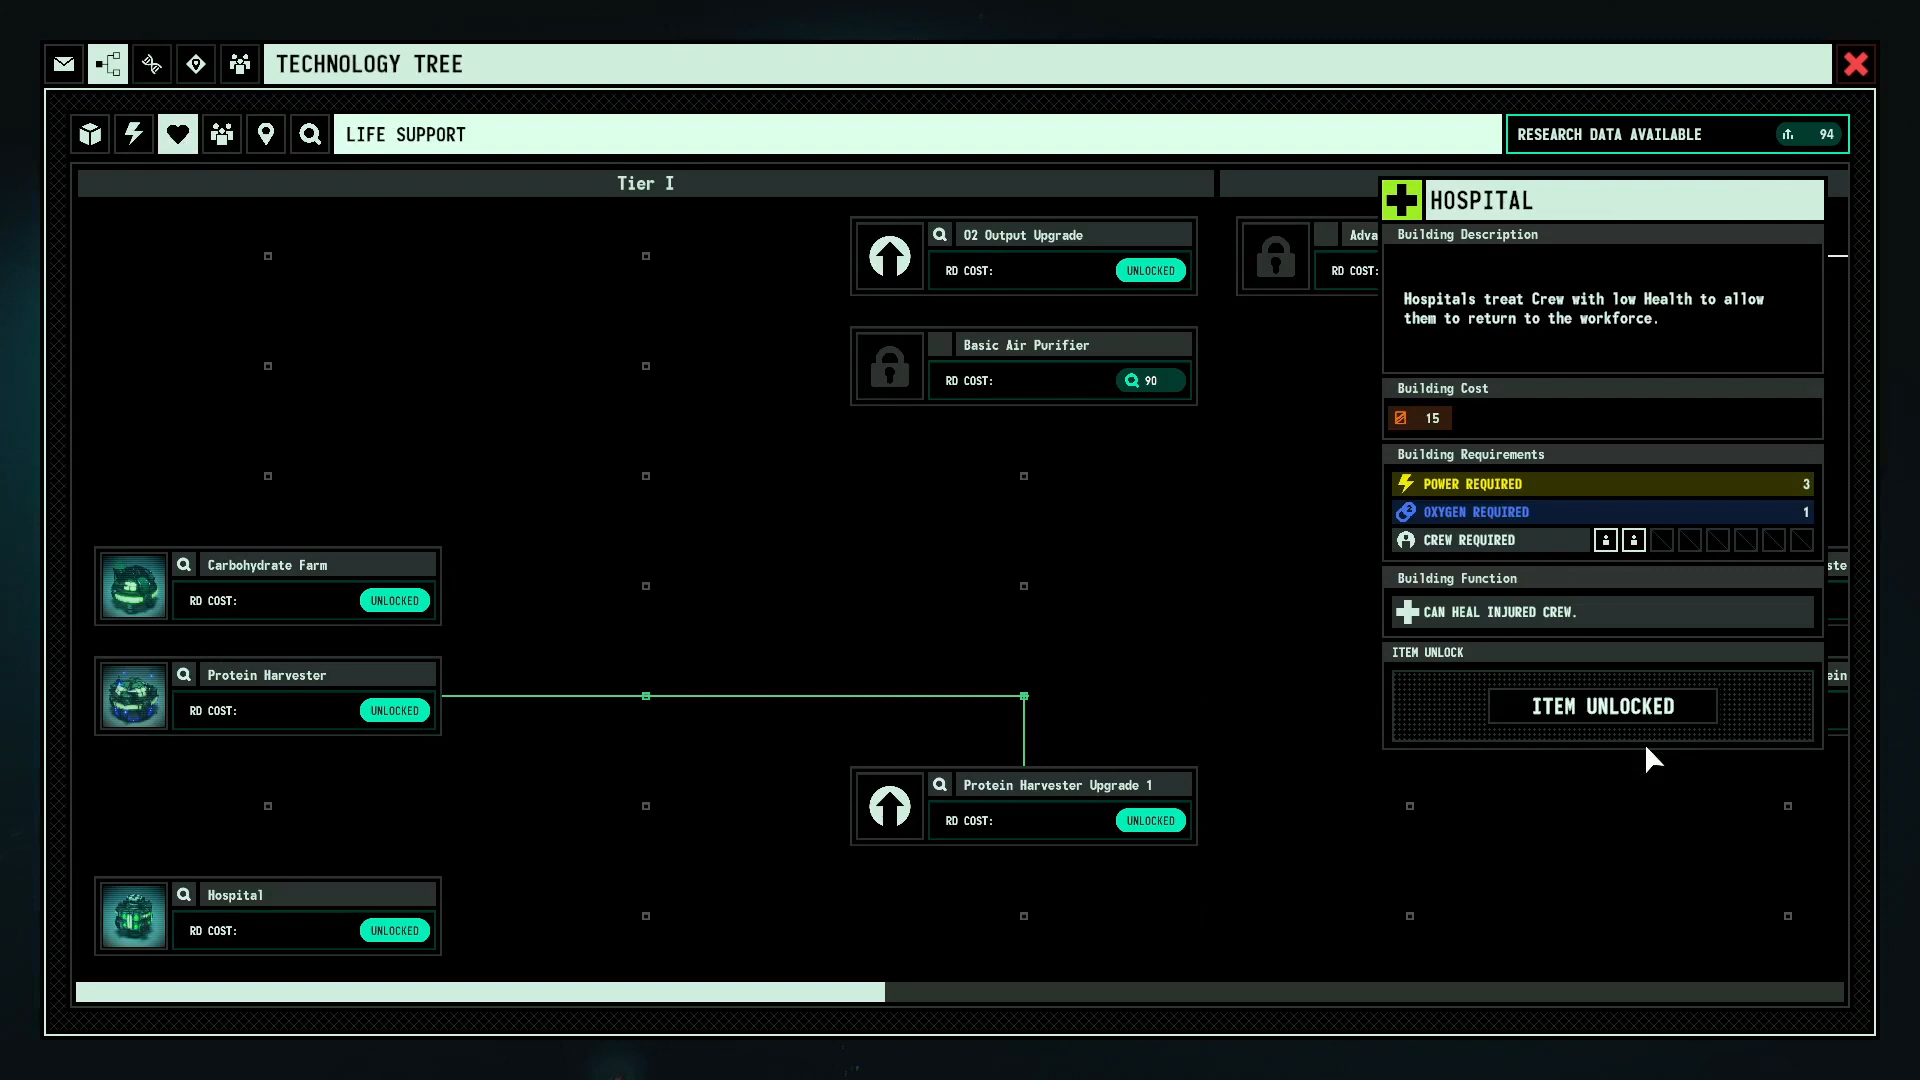 TECHNOLOGY TREE
LIFE SUPPORT
RESEARCH DATA AVAILABLE 94
Tier I
O2 Output Upgrade
RD COST: UNLOCKED
Basic Air Purifier
RD COST: 90
Adva
RD COST:
Carbohydrate Farm
RD COST: UNLOCKED
Protein Harvester
RD COST: UNLOCKED
Protein Harvester Upgrade 1
RD COST: UNLOCKED
Hospital
RD COST: UNLOCKED
HOSPITAL
Building Description
Hospitals treat Crew with low Health to allow
them to return to the workforce.
Building Cost
15
Building Requirements
POWER REQUIRED 3
OXYGEN REQUIRED 1
CREW REQUIRED
Building Function
CAN HEAL INJURED CREW.
ITEM UNLOCK
ITEM UNLOCKED
ste
ein